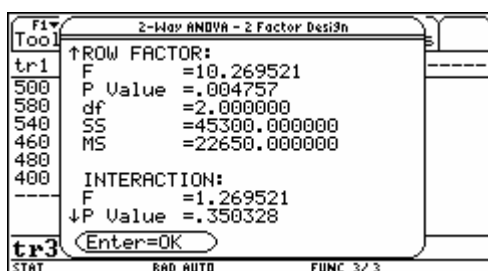 F1▼
Tool
2-Way ANOVA - 2 Factor Design
s
tr1
500
580
540
460
480
400
------
↑ROW FACTOR:
F =10.269521
P Value =.004757
df =2.000000
SS =45300.000000
MS =22650.000000
INTERACTION:
F =1.269521
↓P Value =.350328
Enter=OK
tr3
STAT RAD AUTO FUNC 3/3